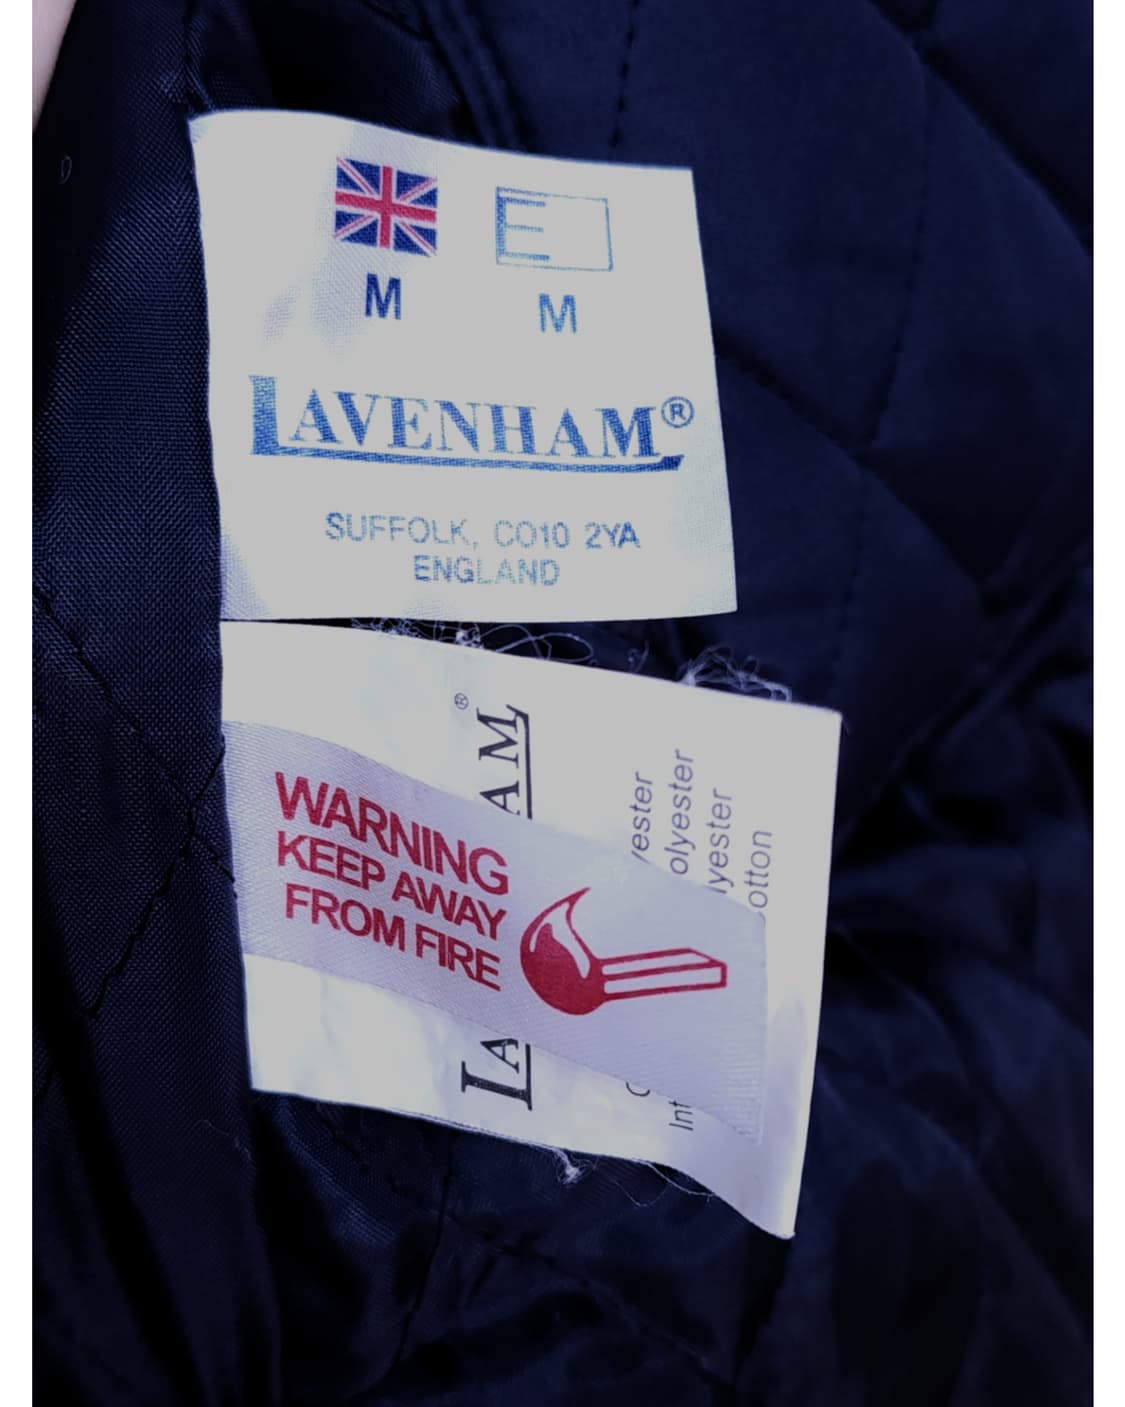 E
M M
LAVENHAM®
SUFFOLK, CO10 2YA
ENGLAND
WARNING
KEEP AWAY
FROM FIRE